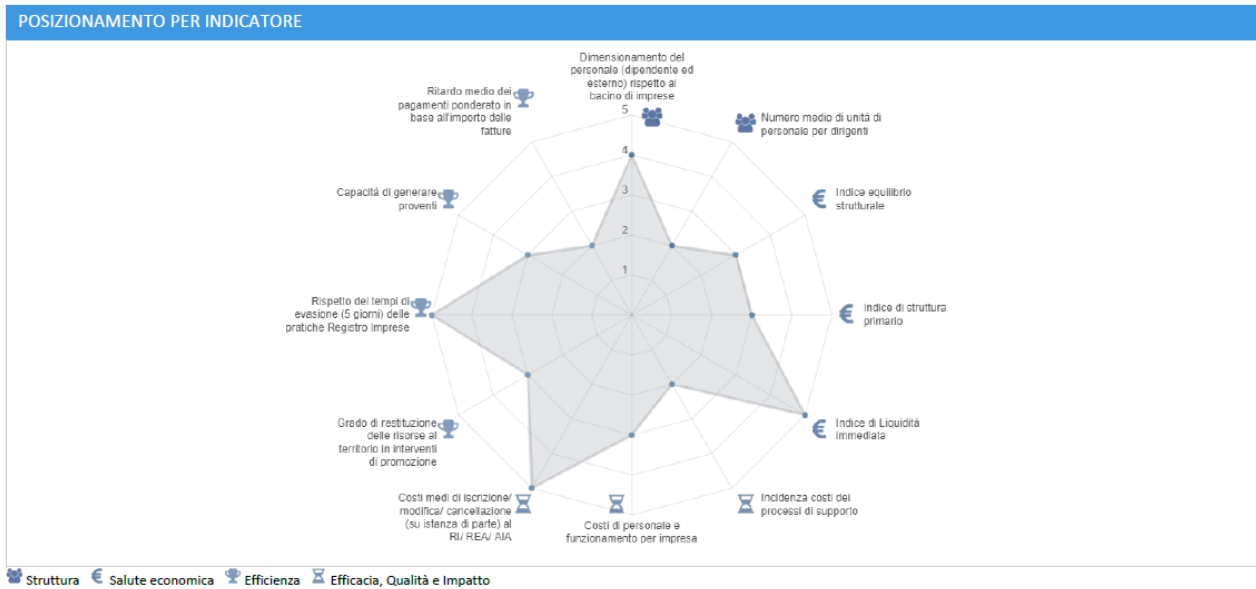 POSIZIONAMENTO PER INDICATORE
Dimensionamento del
personale (dipendente ed
esterno) rispetto al
bacino di imprese
Numero medio di unità di
personale per dirigenti
Indice equilibrio
strutturale
Indice di struttura
primario
Indice di Liquidità
immediata
Incidenza costi dei
processi di supporto
Costi di personale e
funzionamento per impresa
Costi medi di iscrizione/
modifica/ cancellazione
(su istanza di parte) al
RI/ REA/ AIA
Grado di restituzione
delle risorse al
territorio in interventi
di promozione
Rispetto dei tempi di
evasione (5 giorni) delle
pratiche Registro Imprese
Capacità di generare
proventi
Ritardo medio dei
pagamenti ponderato in
base all'importo delle
fatture
5
4
3
2
1
Struttura € Salute economica Efficienza Efficacia, Qualità e Impatto